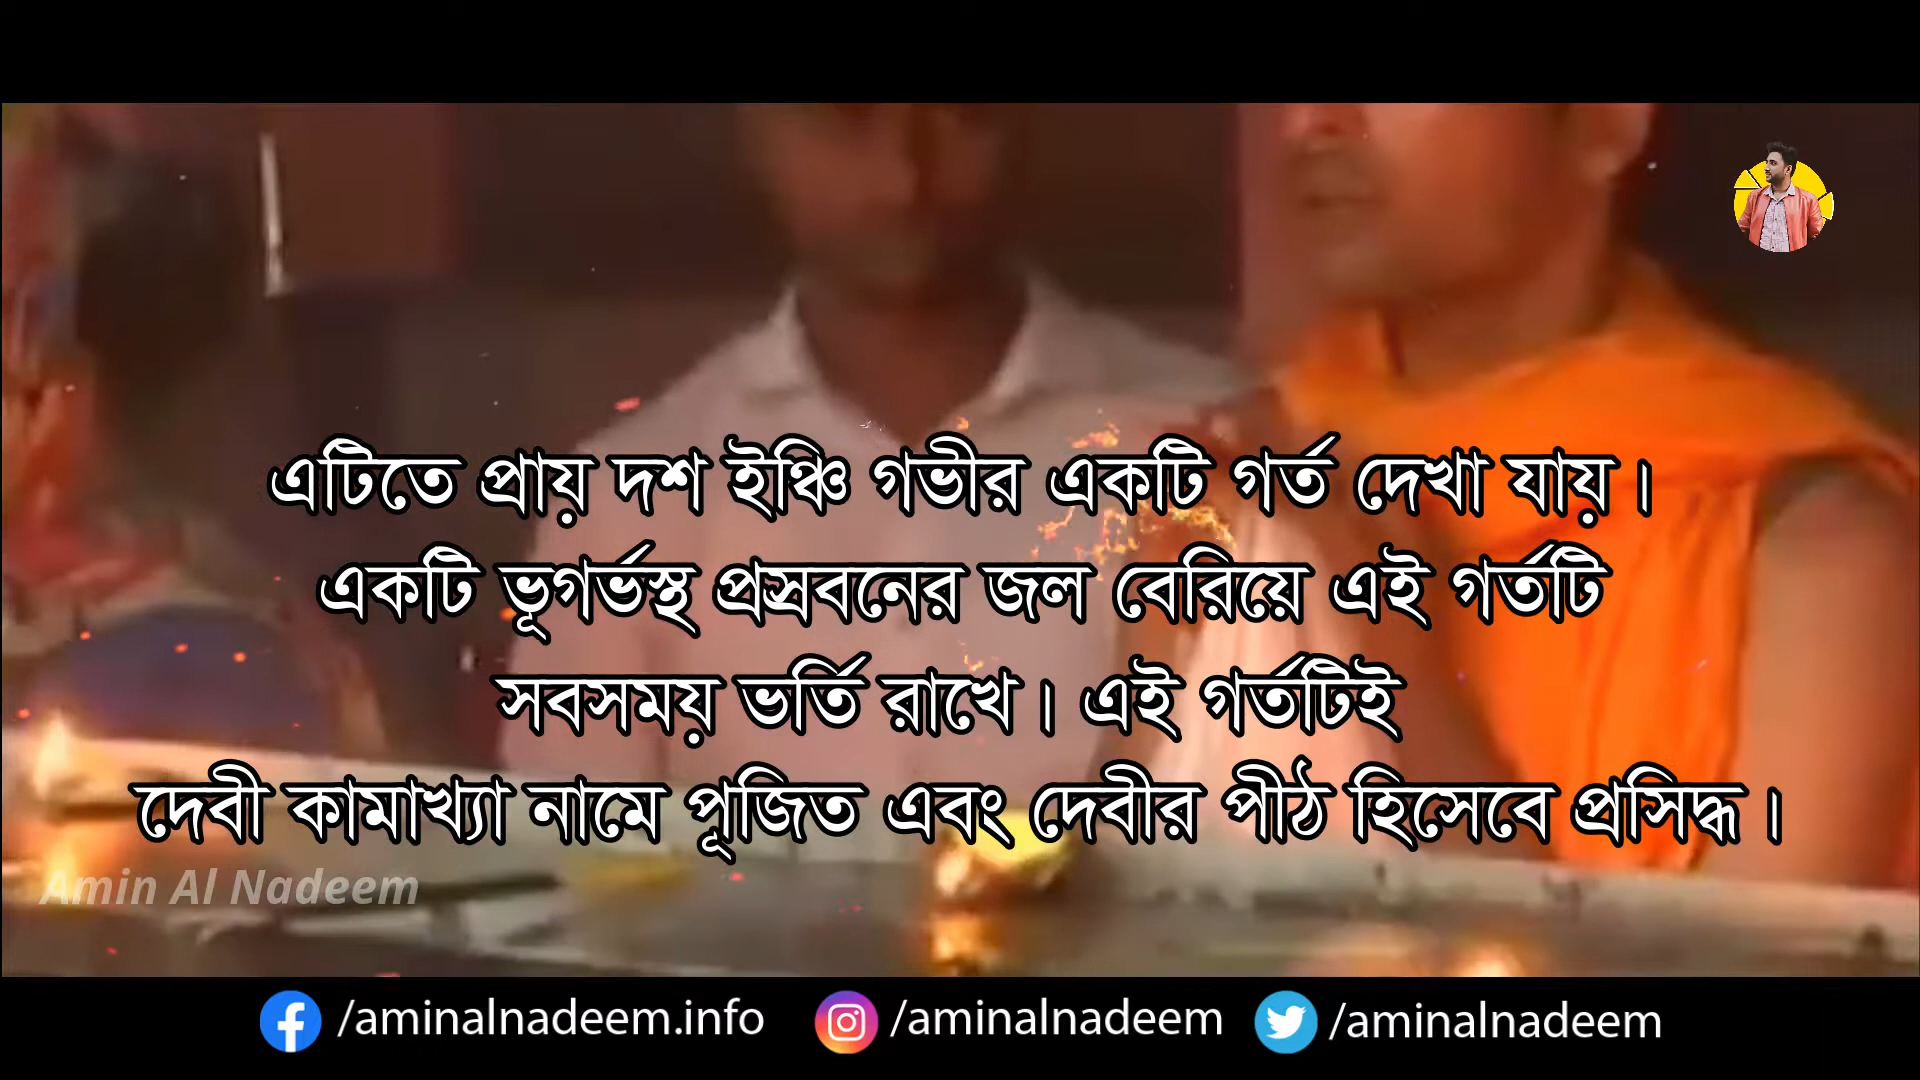 এটিতে প্রায় দশ ইঞ্চি গভীর একটি গর্ত দেখা যায়।
একটি ভূগর্ভস্থ প্রস্রবনের জল বেরিয়ে এই গর্তটি
সবসময় ভর্তি রাখে। এই গর্তটিই
দেবী কামাখ্যা নামে পূজিত এবং দেবীর পীঠ হিসেবে প্রসিদ্ধ।
Amin Al Nadeem
/aminalnadeem.info /aminalnadeem /aminalnadeem